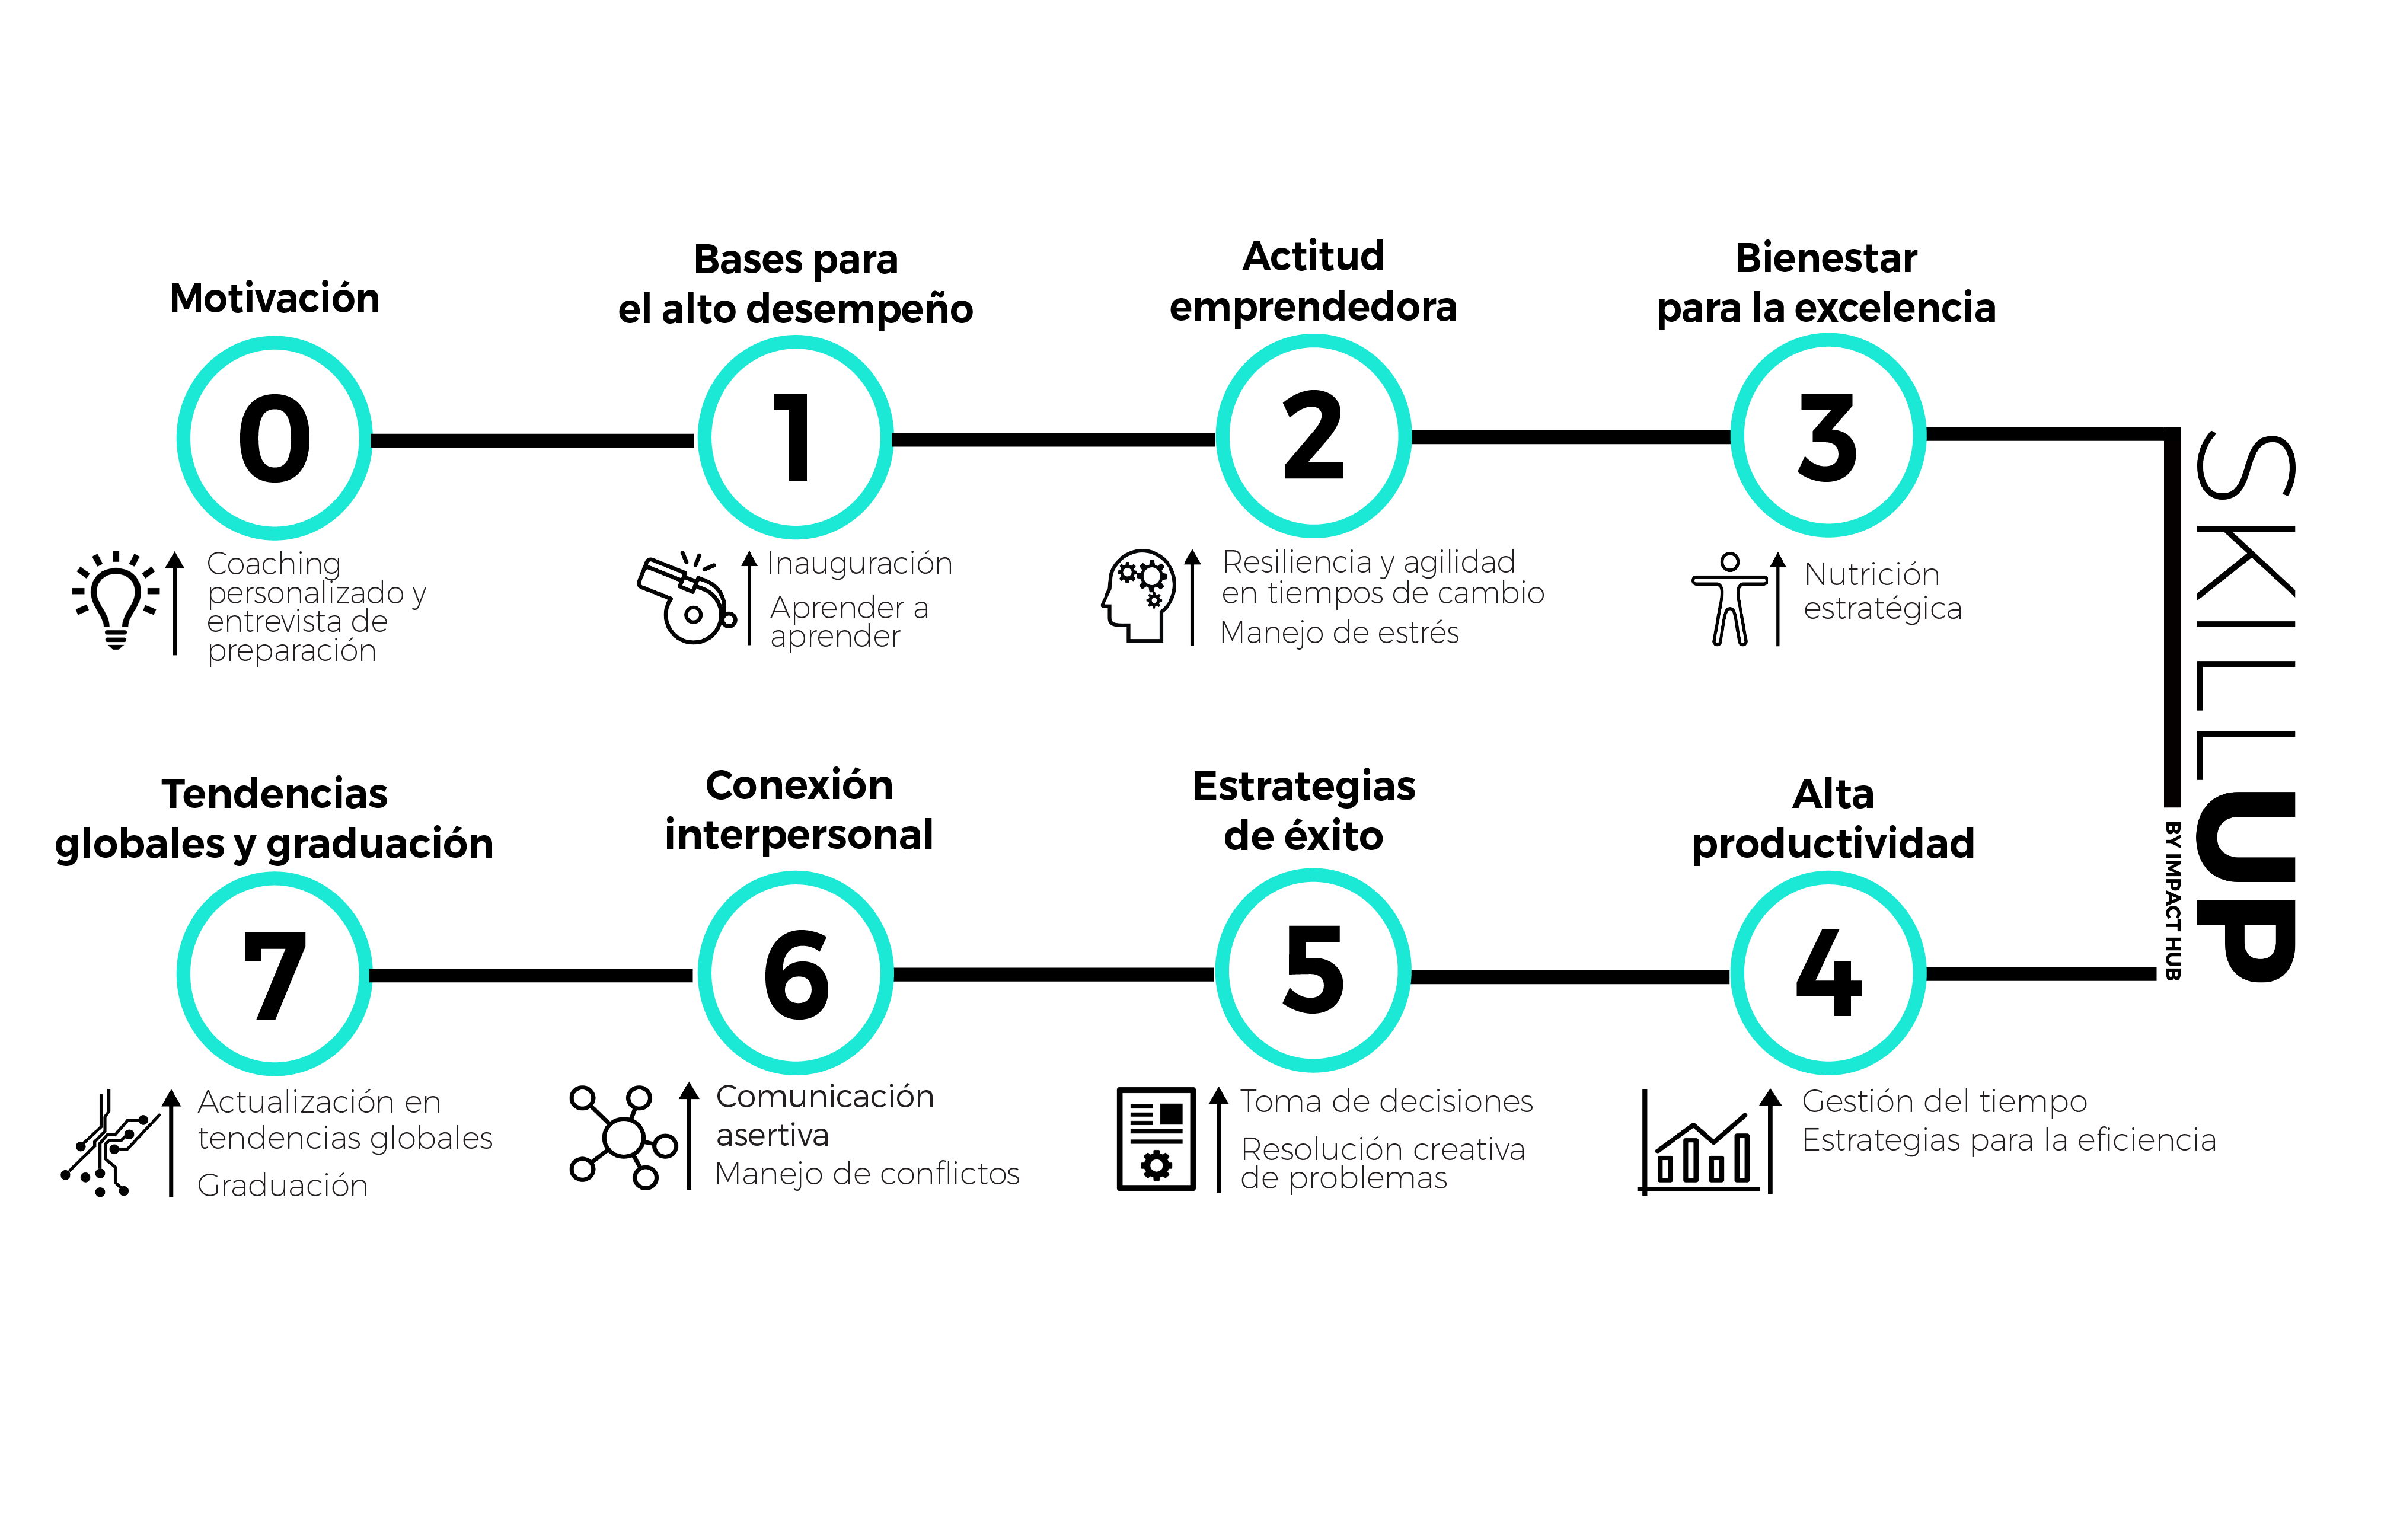 Motivación
0
Coaching
personalizado y
entrevista de
preparación
Bases para
el alto desempeño
1
Inauguración
Aprender a
aprender
Actitud
emprendedora
2
Resiliencia y agilidad
en tiempos de cambio
Manejo de estrés
Bienestar
para la excelencia
3
Nutrición
estratégica
SKILLUP
BY IMPACT HUB
Alta
productividad
4
Gestión del tiempo
Estrategias para la eficiencia
Estrategias
de éxito
5
Toma de decisiones
Resolución creativa
de problemas
Conexión
interpersonal
6
Comunicación
asertiva
Manejo de conflictos
Tendencias
globales y graduación
7
Actualización en
tendencias globales
Graduación